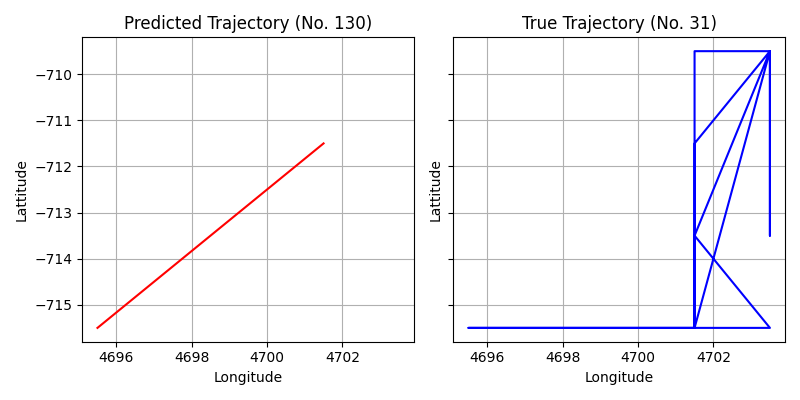 Predicted Trajectory (No. 130)
Lattitude
−710
−711
−712
−713
−714
−715
4696 4698 4700 4702
Longitude
True Trajectory (No. 31)
Lattitude
4696 4698 4700 4702
Longitude